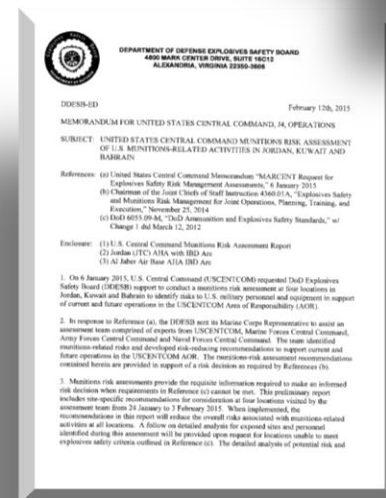 DEPARTMENT OF DEFENSE EXPLOSIVES SAFETY BOARD
4800 MARK CENTER DRIVE, SUITE 16C12
ALEXANDRIA, VIRGINIA 22350-3606
DDESB-ED
February 12th, 2015
MEMORANDUM FOR UNITED STATES CENTRAL COMMAND, J4, OPERATIONS
SUBJECT: UNITED STATES CENTRAL COMMAND MUNITIONS RISK ASSESSMENT
OF U.S. MUNITIONS-RELATED ACTIVITIES IN JORDAN, KUWAIT AND
BAHRAIN
References: (a) United States Central Command Memorandum "MARCENT Request for
Explosives Safety Risk Management Assessments," 6 January 2015
(b) Chairman of the Joint Chiefs of Staff Instruction 4360.01A, "Explosives Safety
and Munitions Risk Management for Joint Operations, Planning, Training, and
Execution," November 25, 2014
(c) DoD 6055.09-M, "DoD Ammunition and Explosives Safety Standards," w/
Change 1 dtd March 12, 2012
Enclosure: (1) U.S. Central Command Munitions Risk Assessment Report
(2) Jordan (JTC) AHA with IBD Arc
(3) Al Jaber Air Base AHA IBD Arc
1. On 6 January 2015, U.S. Central Command (USCENTCOM) requested DoD Explosives
Safety Board (DDESB) support to conduct a munitions risk assessment at four locations in
Jordan, Kuwait and Bahrain to identify risks to U.S. military personnel and equipment in support
of current and future operations in the USCENTCOM Area of Responsibility (AOR).
2. In response to Reference (a), the DDESB sent its Marine Corps Representative to assist an
assessment team comprised of experts from USCENTCOM, Marine Forces Central Command,
Army Forces Central Command and Naval Forces Central Command. The team identified
munitions-related risks and developed risk-reducing recommendations to support current and
future operations in the USCENTCOM AOR. The munitions-risk assessment recommendations
contained herein are provided in support of a risk decision as required by References (b).
3. Munitions risk assessments provide the requisite information required to make an informed
risk decision when requirements to Reference (c) cannot be met. This preliminary report
includes site-specific recommendations for consideration at four locations visited by the
assessment team from 24 January to 3 February 2015. When implemented, the
recommendations in this report will reduce the overall risks associated with munitions-related
activities at all locations. A follow on detailed analysis for exposed sites and personnel
identified during this assessment will be provided upon request for locations unable to meet
explosives safety criteria outlined in Reference (c). The detailed analysis of potential risk and